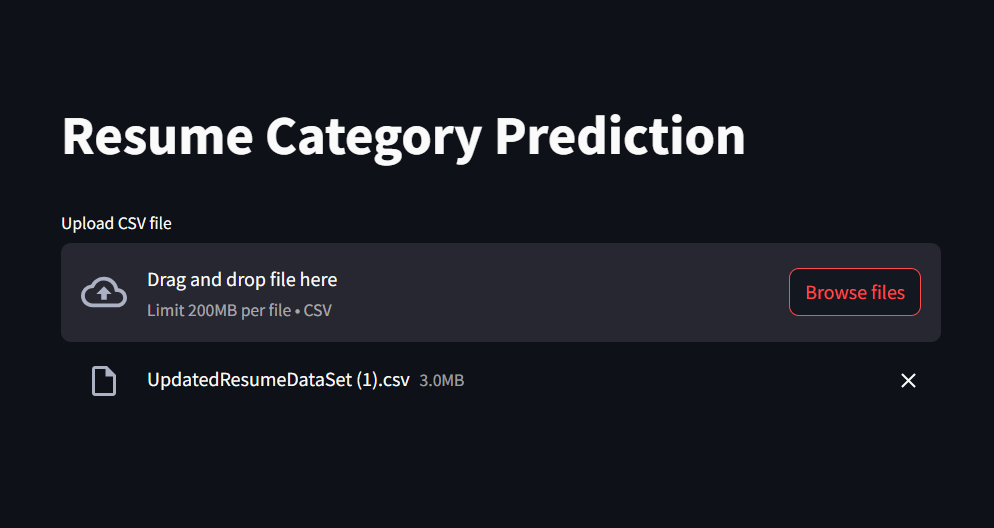 Resume Category Prediction
Upload CSV file
Drag and drop file here
Limit 200MB per file • CSV
Browse files
UpdatedResumeDataSet (1).csv 3.0MB